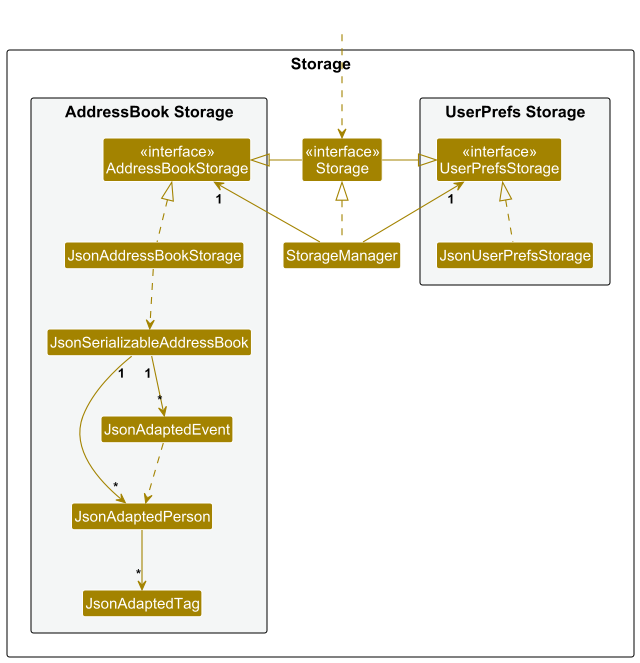 Storage
AddressBook Storage
UserPrefs Storage
«interface»
AddressBookStorage
«interface»
Storage
«interface»
UserPrefsStorage
1
1
JsonAddressBookStorage
StorageManager
JsonUserPrefsStorage
JsonSerializableAddressBook
1
1
*
JsonAdaptedEvent
*
JsonAdaptedPerson
*
JsonAdaptedTag